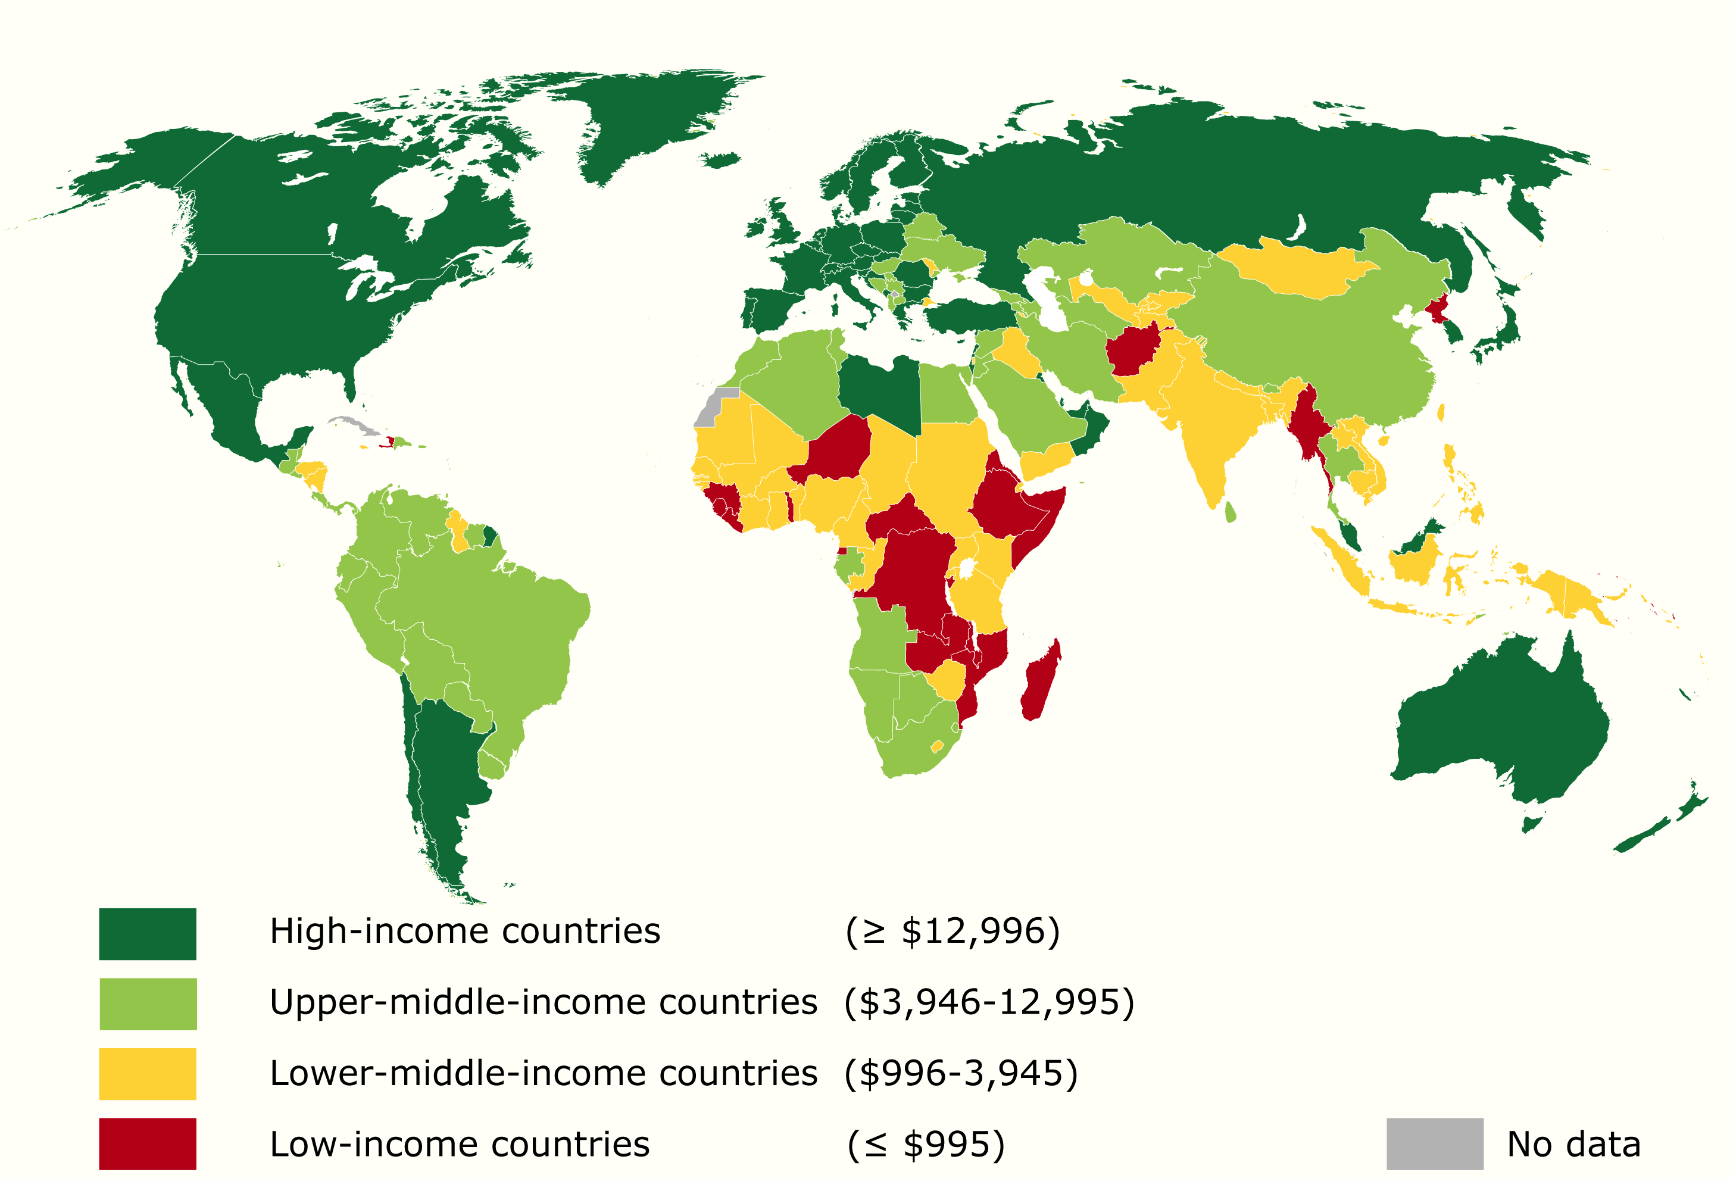 High-income countries (≥ $12,996)
Upper-middle-income countries ($3,946-12,995)
Lower-middle-income countries ($996-3,945)
Low-income countries (≤ $995) No data